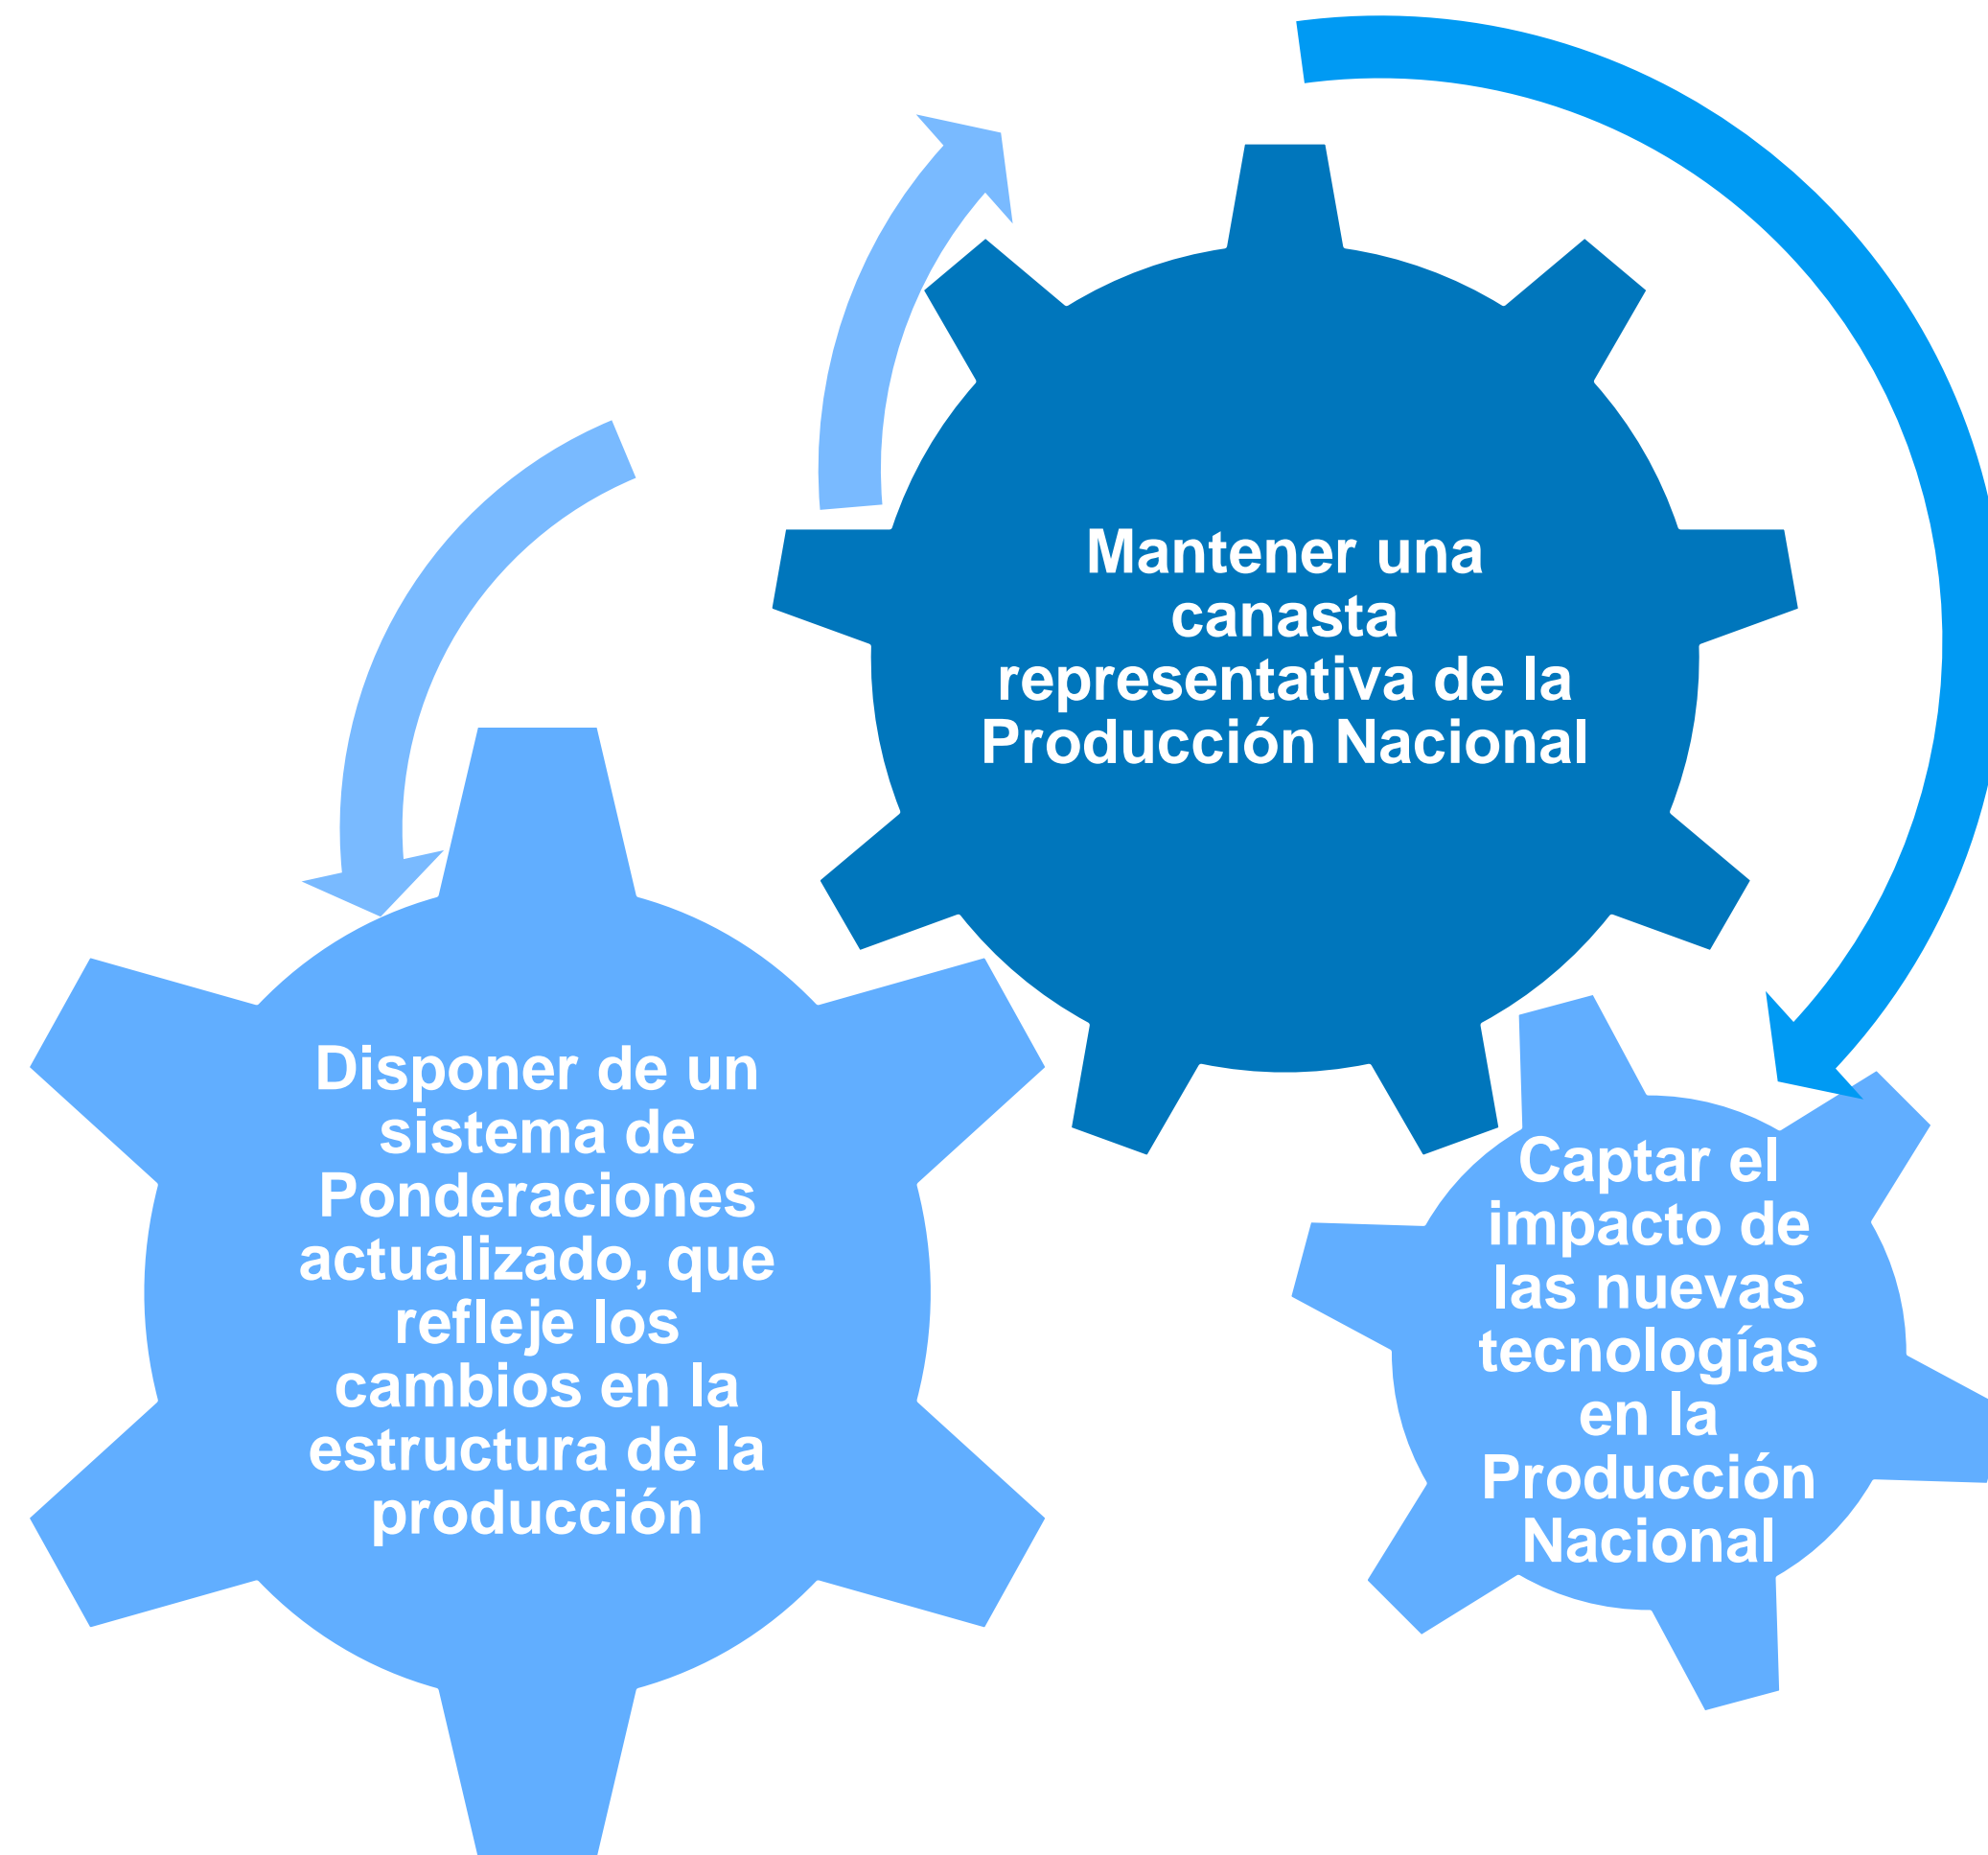 Mantener una
canasta
representativa de la
Producción Nacional
Disponer de un
sistema de
Ponderaciones
actualizado, que
refleje los
cambios en la
estructura de la
producción
Captar el
impacto de
las nuevas
tecnologías
en la
Producción
Nacional